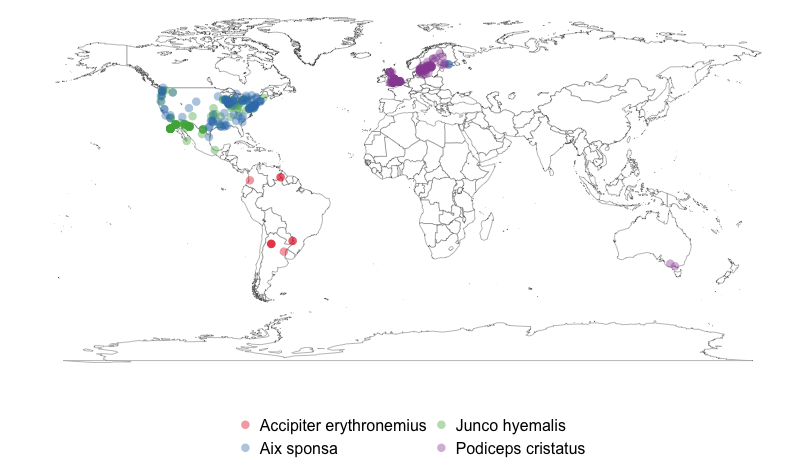 Accipiter erythronemius Junco hyemalis
Aix sponsa Podiceps cristatus